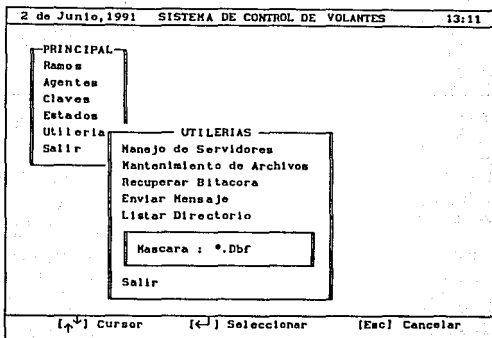 2 de Junio,1991 SISTEMA DE CONTROL DE VOLANTES 13:11
PRINCIPAL
Ramos
Agentes
Claves
Estados
Utileria
Salir
UTILERIAS
Manejo de Servidores
Mantenimiento de Archivos
Recuperar Bitacora
Enviar Mensaje
Listar Directorio
Mascara : *.Dbf
Salir
[↑↓] Cursor [←┘] Seleccionar [Esc] Cancelar